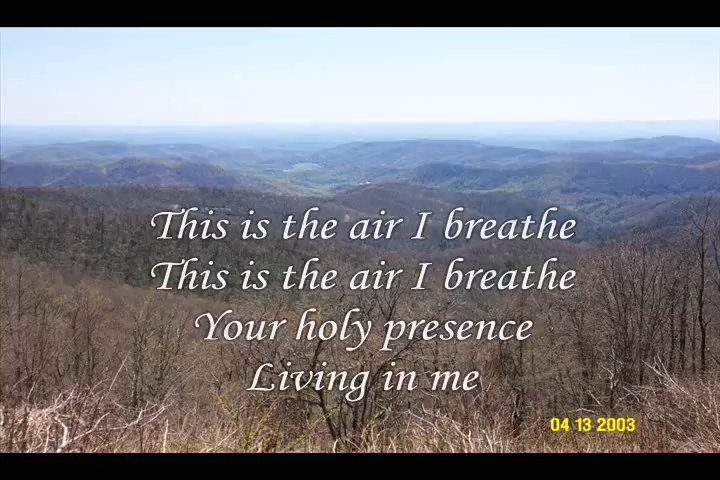 This is the air I breathe
This is the air I breathe
Your holy presence
Living in me
04 13 2003